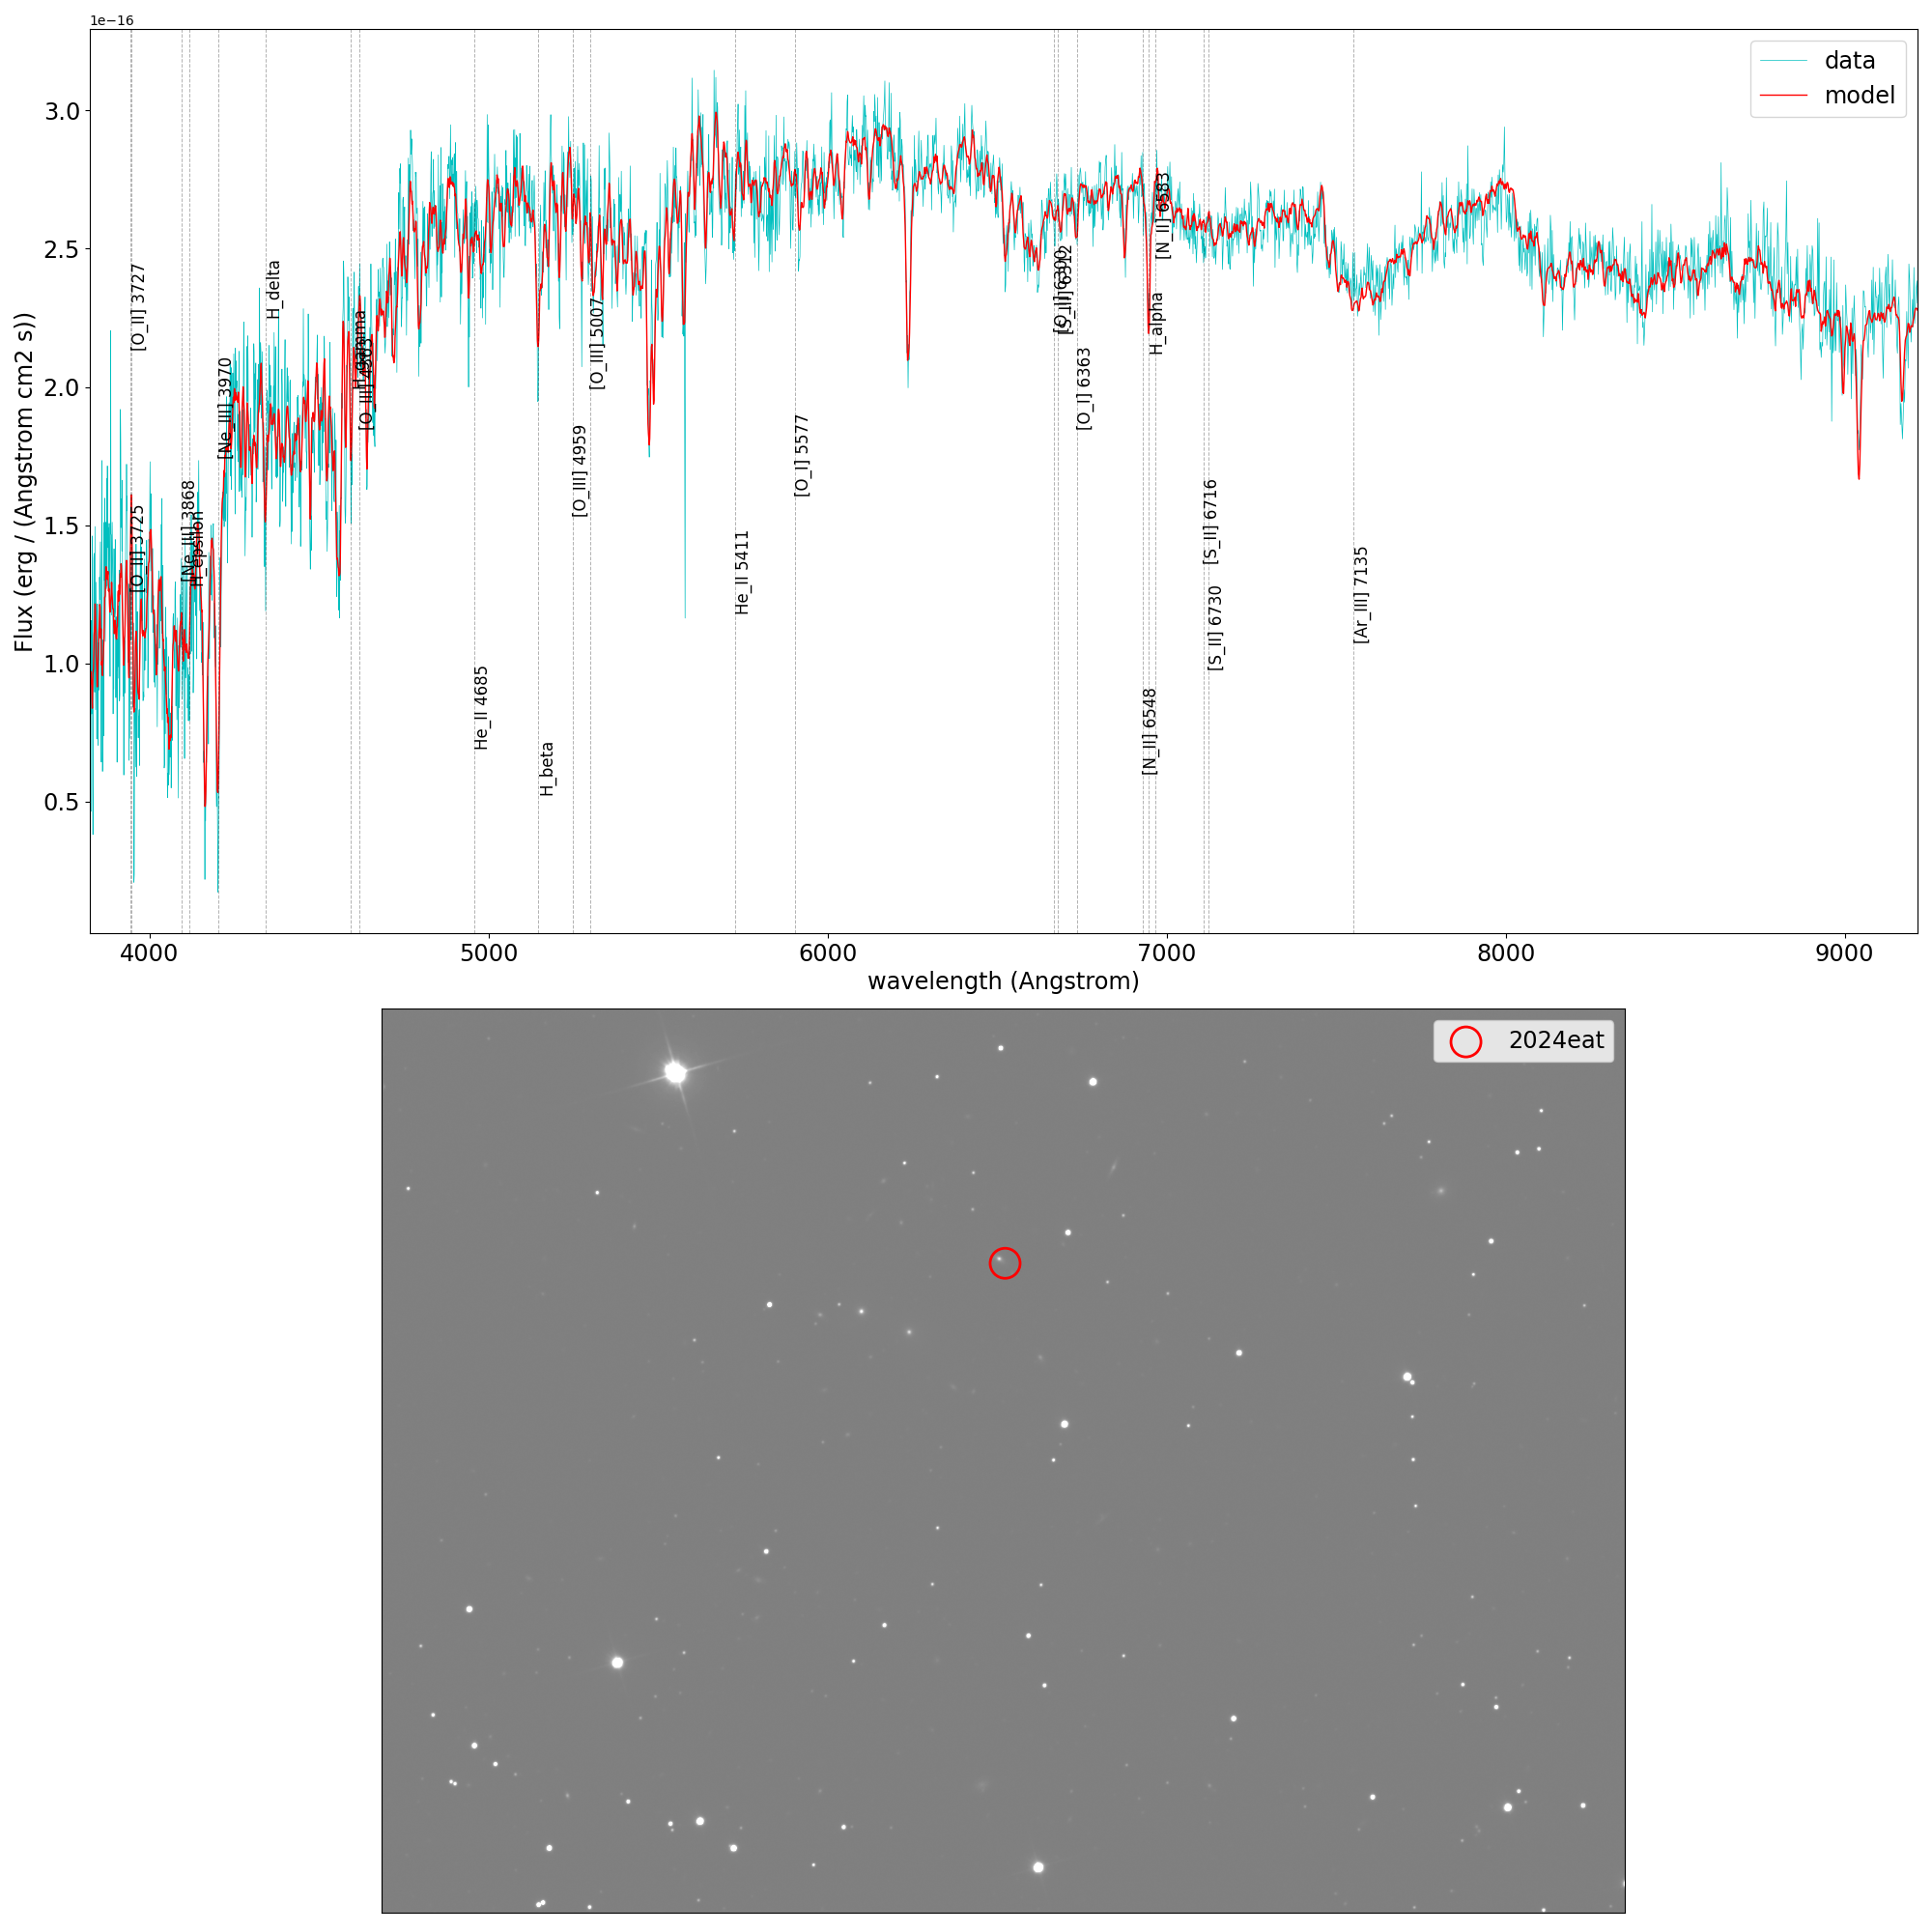 1e−16
data
model
Flux (erg / (Angstrom cm2 s))
3.0
2.5
2.0
1.5
1.0
0.5
[O_II] 3727
[O_II] 3725
[Ne_III] 3868
H_epsilon
[Ne_III] 3970
H_delta
H_gamma
[O_III] 4363
He_II 4685
H_beta
[O_III] 4959
[O_III] 5007
He_II 5411
[O_I] 5577
[O_I] 6300
[S_II] 6312
[O_I] 6363
[N_II] 6548
H_alpha
[N_II] 6583
[S_II] 6716
[S_II] 6730
[Ar_III] 7135
4000
5000
6000
7000
8000
9000
wavelength (Angstrom)
2024eat